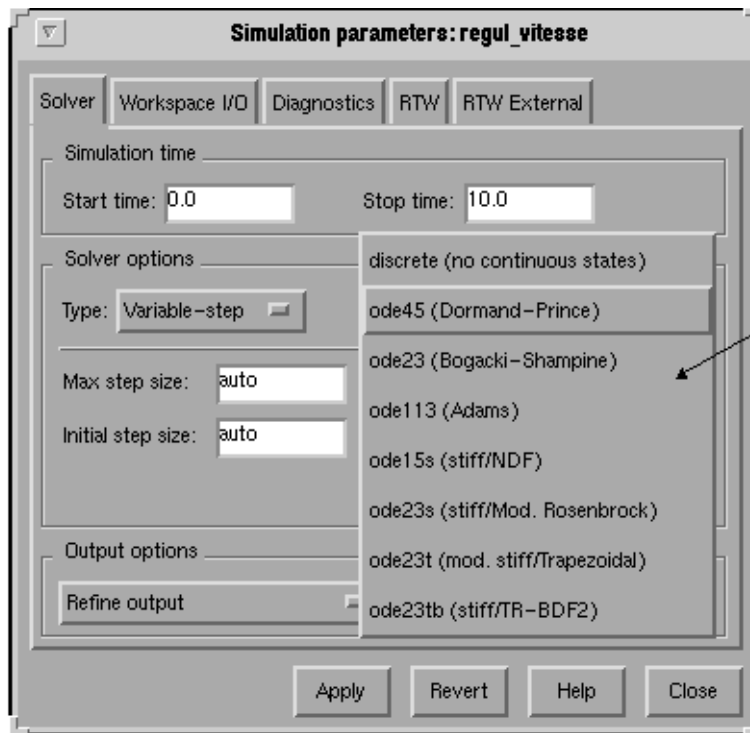 Simulation parameters: regul_vitesse
Solver Workspace I/O Diagnostics RTW RTW External
Simulation time
Start time: 0.0 Stop time: 10.0
Solver options
Type: Variable-step
Max step size: auto
Initial step size: auto
discrete (no continuous states)
ode45 (Dormand-Prince)
ode23 (Bogacki-Shampine)
ode113 (Adams)
ode15s (stiff/NDF)
ode23s (stiff/Mod. Rosenbrock)
ode23t (mod. stiff/Trapezoidal)
ode23tb (stiff/TR-BDF2)
Output options
Refine output
Apply Revert Help Close